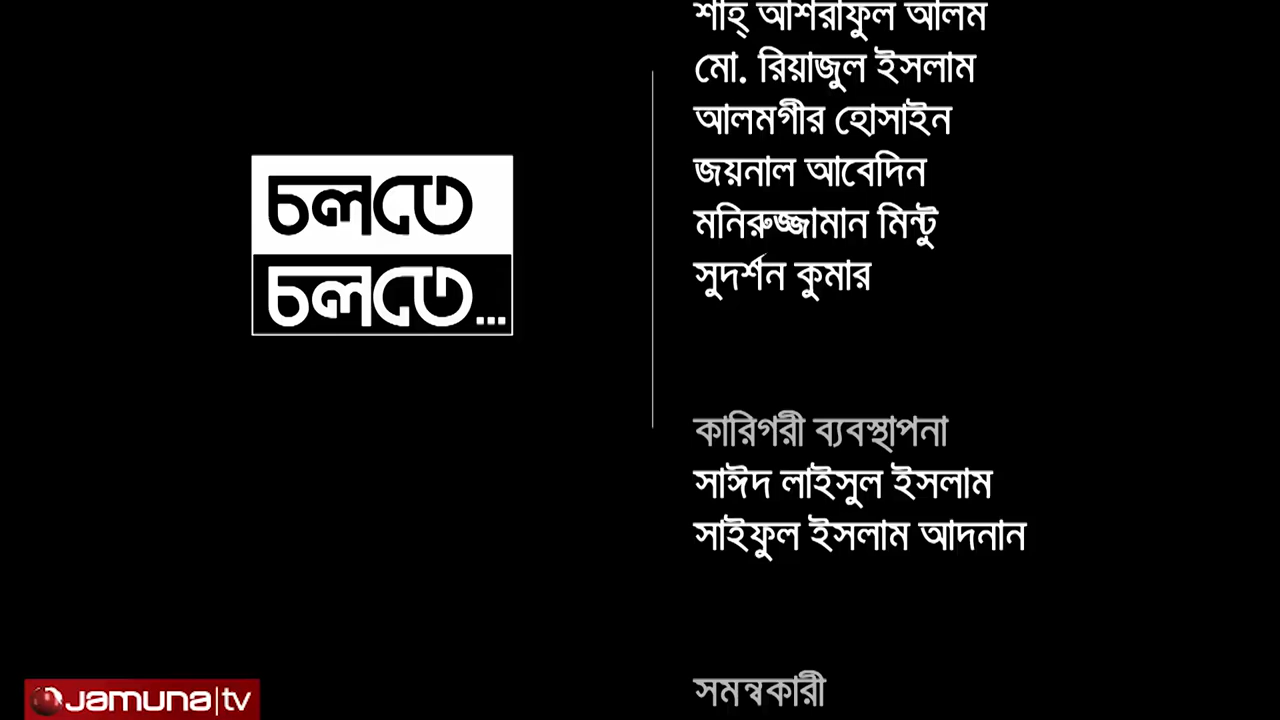 চলতে
চলতে...
শাহ্ আশরাফুল আলম
মো. রিয়াজুল ইসলাম
আলমগীর হোসাইন
জয়নাল আবেদিন
মনিরুজ্জামান মিন্টু
সুদর্শন কুমার
কারিগরী ব্যবস্থাপনা
সাঈদ লাইসুল ইসলাম
সাইফুল ইসলাম আদনান
সমন্বকারী
Jamuna|tv